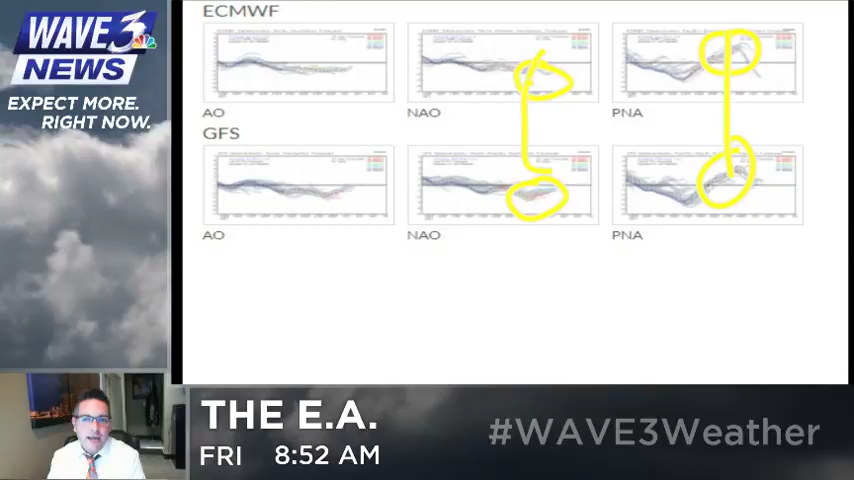 WAVE 3
NEWS
EXPECT MORE.
RIGHT NOW.
ECMWF
AO
NAO
PNA
GFS
AO
NAO
PNA
THE E.A.
FRI 8:52 AM
#WAVE3Weather